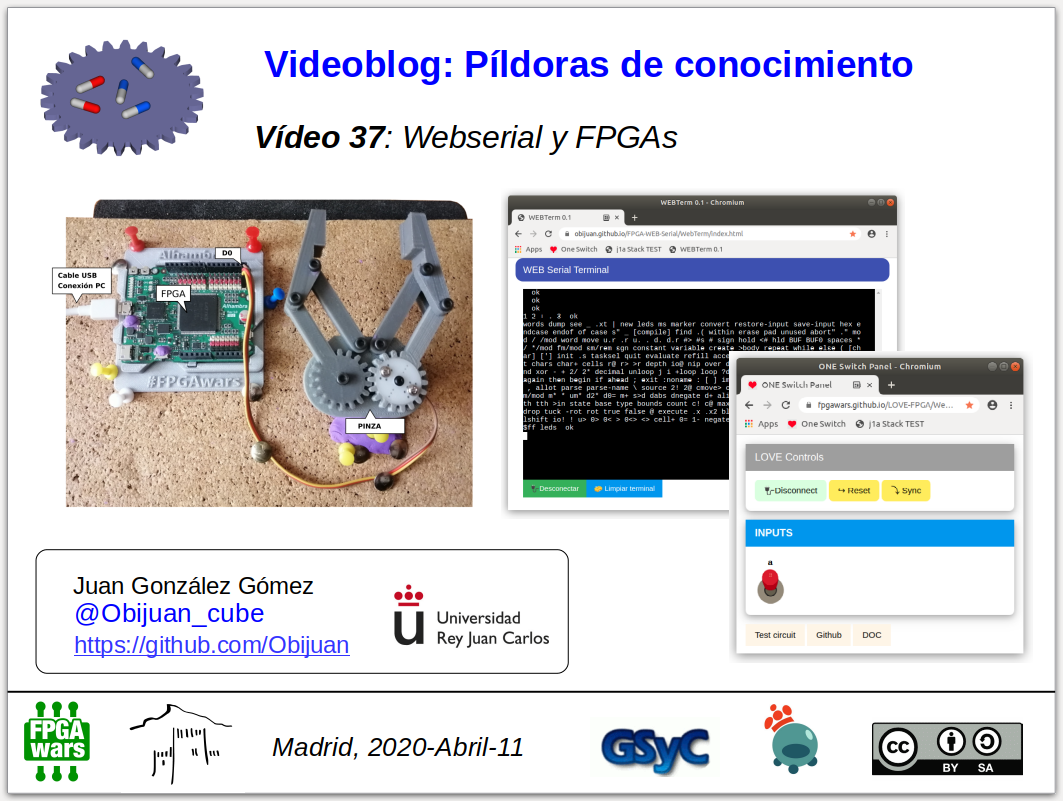 Videoblog: Píldoras de conocimiento
Vídeo 37: Webserial y FPGAs
Cable USB
Conexión PC
D0
FPGA
Alhambra
#FPGAwars
PINZA
WEBTerm 0.1 - Chromium
WEBTerm 0.1
obijuan.github.io/FPGA-WEB-Serial/WebTerm/index.html
Apps One Switch j1a Stack TEST WEBTerm 0.1
WEB Serial Terminal
ok
ok
ok
1 2 + . 3 ok
words dump see _ .xt | new leds ms marker convert restore-input save-input hex e
ndcase endof of case s" _ [compile] find .( within erase pad unused abort" ." mo
d / /mod word move u.r .r u. . d. d.r #> #s # sign hold <# hld BUF BUF0 spaces *
/ */mod fm/mod sm/rem sgn constant variable create >body repeat while else ( [ch
ar] ['] init .s tasksel quit evaluate refill acce
t chars char+ cells r@ r> >r depth io@ nip over d
nd xor - + 2/ 2* decimal unloop j i +loop loop ?d
again then begin if ahead ; exit :noname : [ ] im
, allot parse parse-name \ source 2! 2@ cmove> c
m/mod m* * um* d2* d0= m+ s>d dabs dnegate d+ ali
th tth >in state base type bounds count c! c@ max
drop tuck -rot rot true false @ execute .x .x2 bl
lshift io! ! u> 0> 0< > 0<> <> cell+ 0= 1- negate
$ff leds ok
Desconectar Limpiar terminal
ONE Switch Panel - Chromium
ONE Switch Panel
fpgawars.github.io/LOVE-FPGA/We...
Apps One Switch j1a Stack TEST
LOVE Controls
Disconnect Reset Sync
INPUTS
a
Test circuit Github DOC
Juan González Gómez
@Obijuan_cube
https://github.com/Obijuan
Universidad
Rey Juan Carlos
FPGA
wars
Madrid, 2020-Abril-11
GSyC
cc
BY SA